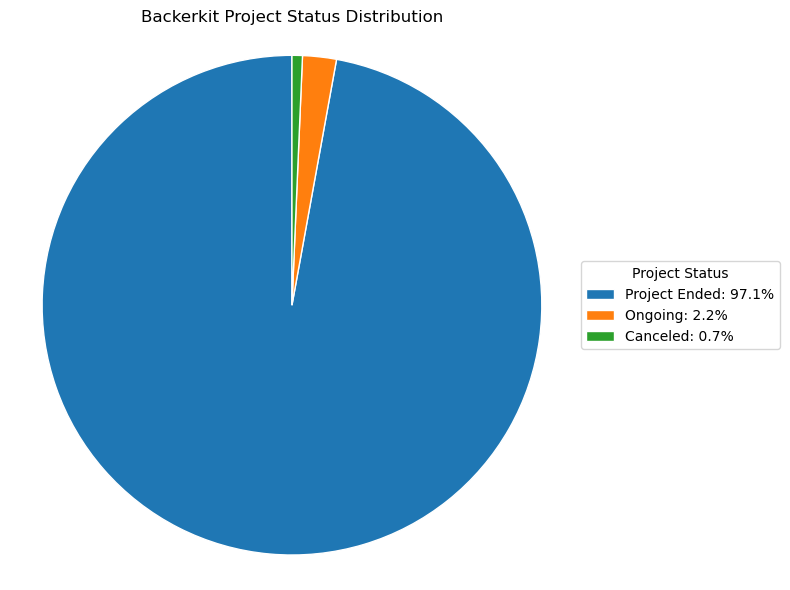 Backerkit Project Status Distribution
Project Status
Project Ended: 97.1%
Ongoing: 2.2%
Canceled: 0.7%